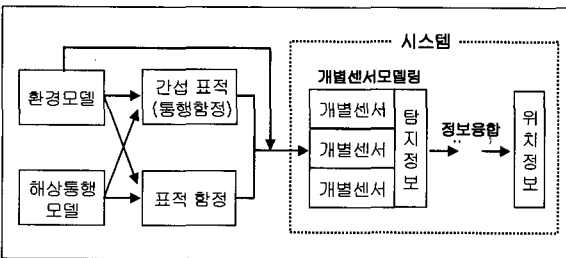 시스템
개별센서모델링
환경모델
간섭 표적
(통행함정)
해상통행
모델
표적 함정
개별센서
개별센서
개별센서
탐
지
정
보
정보융합
위
치
정
보